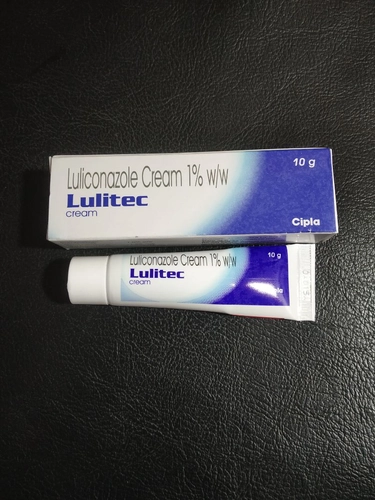 Luliconazole Cream 1% w/w
10 g
Lulitec
cream
Cipla
Luliconazole Cream 1% w/w
10 g
Lulitec
cream